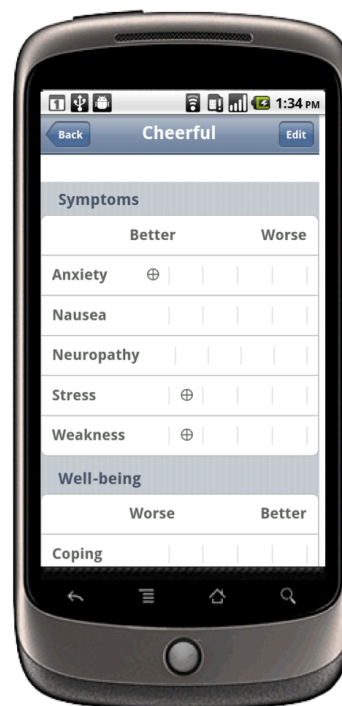 1:34 PM
Back Cheerful Edit
Symptoms
Better Worse
Anxiety
Nausea
Neuropathy
Stress
Weakness
Well-being
Worse Better
Coping